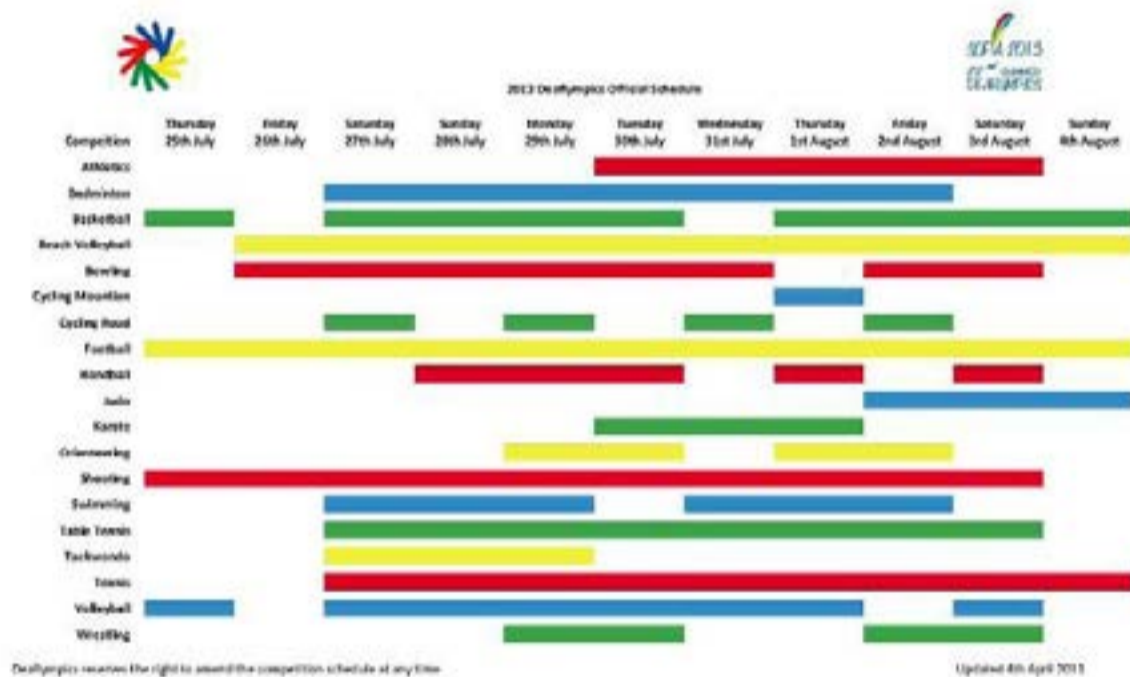 SOFIA 2013
2013 Deaflympics Official Schedule
Competition
Thursday 25th July
Friday 26th July
Saturday 27th July
Sunday 28th July
Monday 29th July
Tuesday 30th July
Wednesday 31st July
Thursday 1st August
Friday 2nd August
Saturday 3rd August
Sunday 4th August
Athletics
Badminton
Basketball
Beach Volleyball
Bowling
Cycling Mountian
Cycling Road
Football
Handball
Judo
Karate
Orienteering
Shooting
Swimming
Table Tennis
Taekwondo
Tennis
Volleyball
Wrestling
Deaflympics reserves the right to amend the competition schedule at any time
Updated 4th April 2013